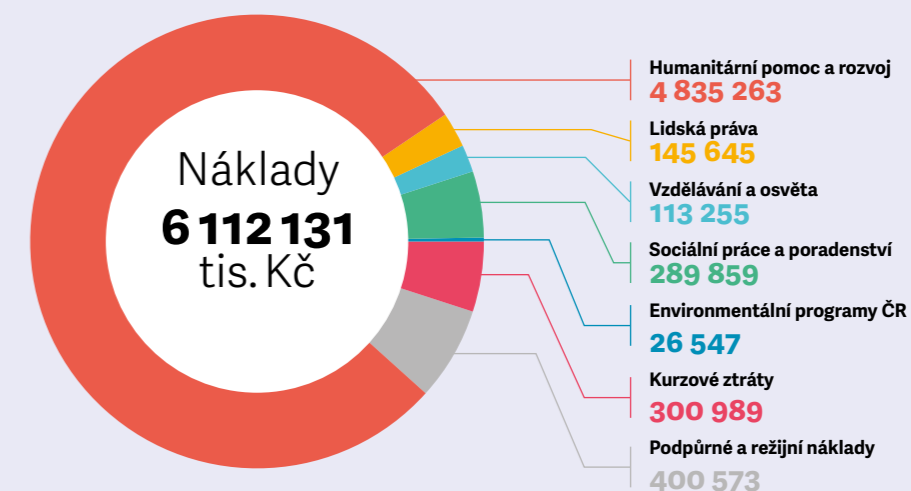 Náklady
6 112 131
tis. Kč
Humanitární pomoc a rozvoj
4 835 263
Lidská práva
145 645
Vzdělávání a osvěta
113 255
Sociální práce a poradenství
289 859
Environmentální programy ČR
26 547
Kurzové ztráty
300 989
Podpůrné a režijní náklady
400 573